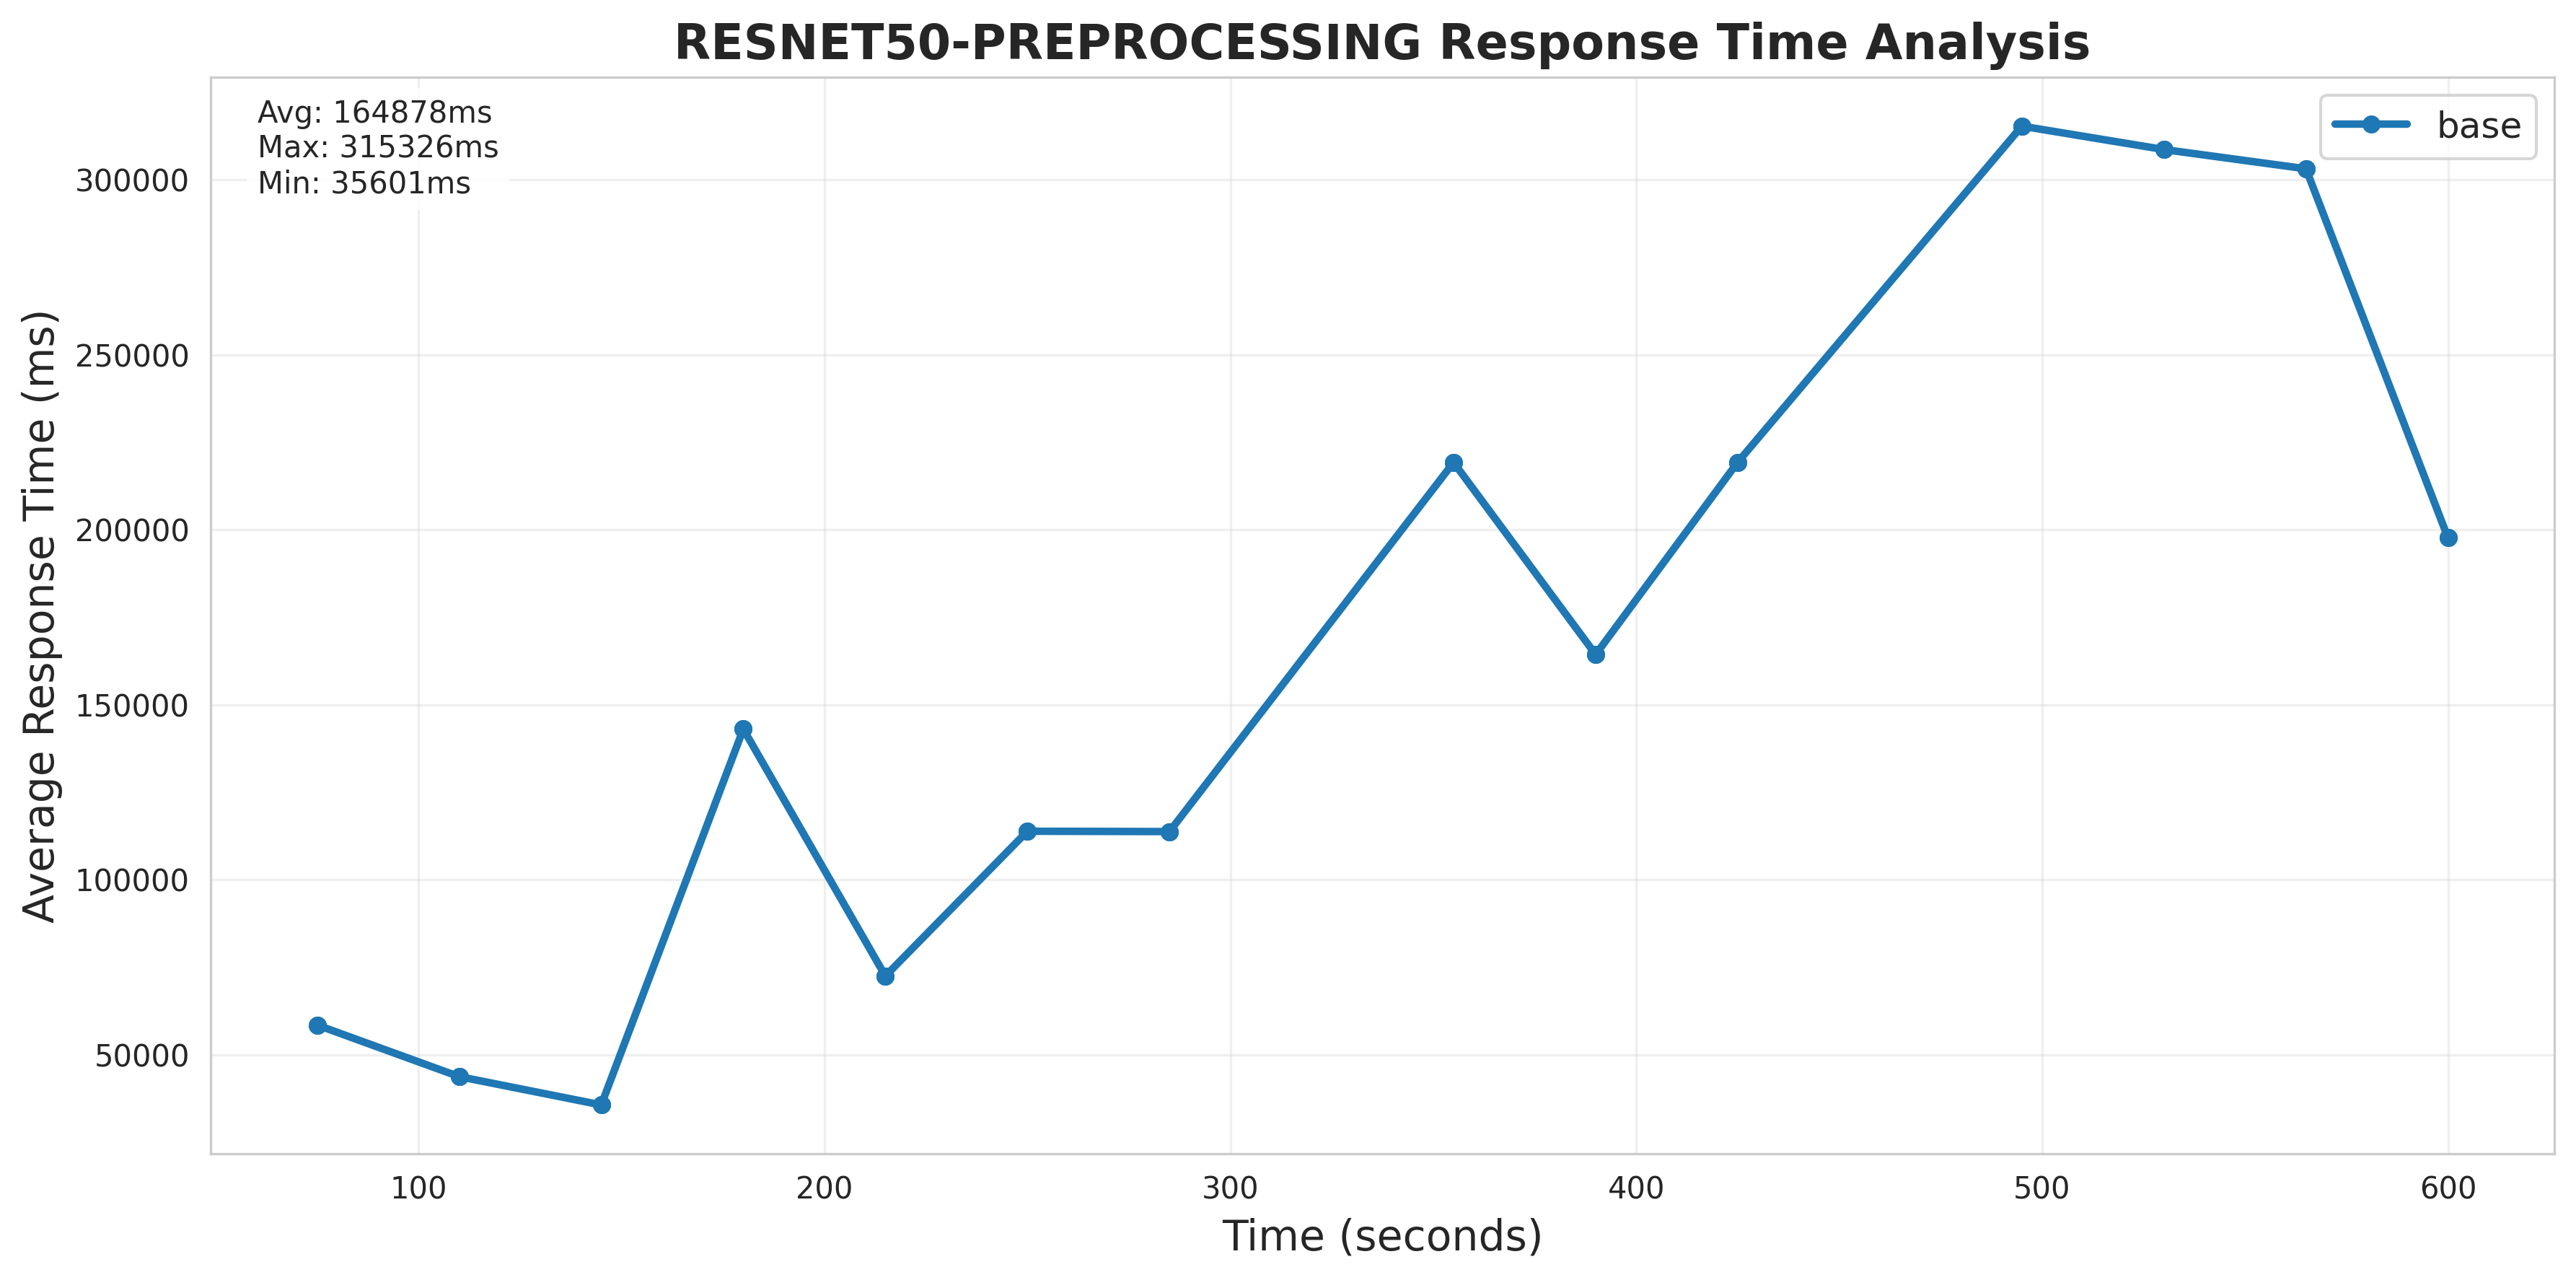 RESNET50-PREPROCESSING Response Time Analysis
Avg: 164878ms
Max: 315326ms
Min: 35601ms
base
Average Response Time (ms)
300000
250000
200000
150000
100000
50000
100 200 300 400 500 600
Time (seconds)